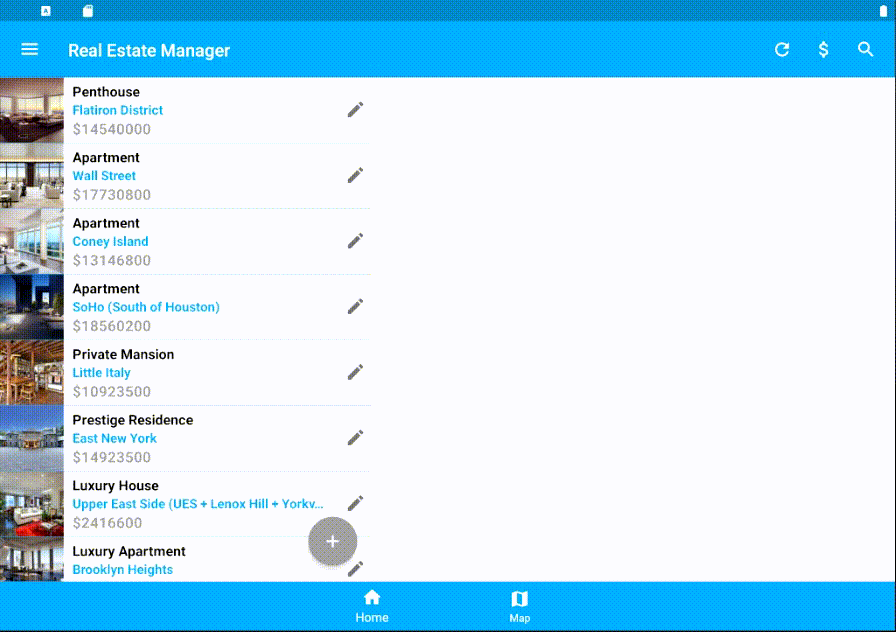 Real Estate Manager
$
Penthouse
Flatiron District
$14540000
Apartment
Wall Street
$17730800
Apartment
Coney Island
$13146800
Apartment
SoHo (South of Houston)
$18560200
Private Mansion
Little Italy
$10923500
Prestige Residence
East New York
$14923500
Luxury House
Upper East Side (UES + Lenox Hill + Yorkv...
$2416600
Luxury Apartment
Brooklyn Heights
Home
Map